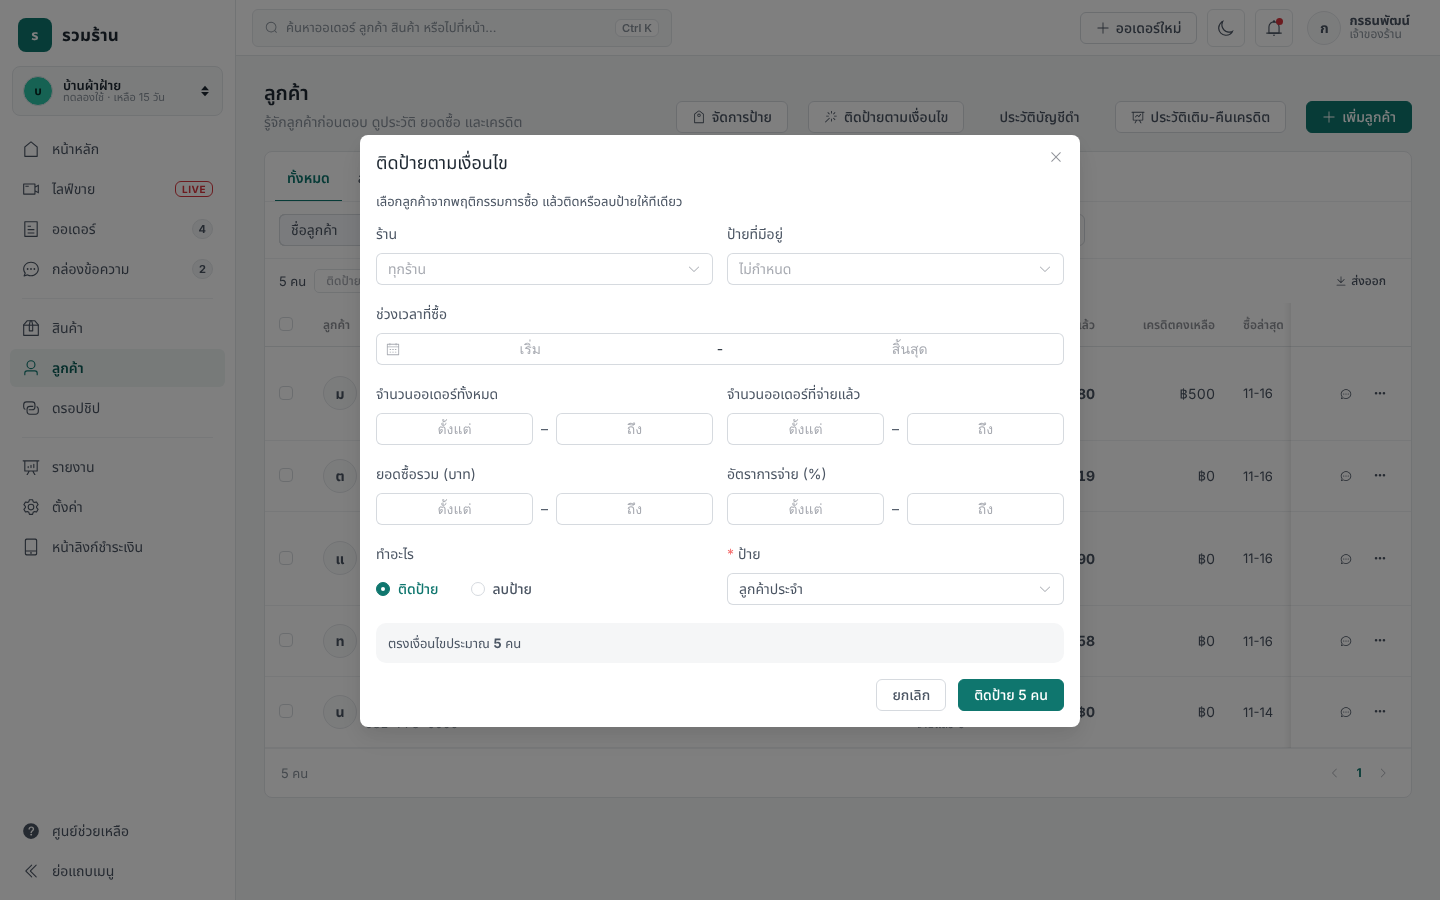 s รวมร้าน
บ บ้านผ้าฝ้าย
ทดลองใช้ · เหลือ 15 วัน
หน้าหลัก
ไลฟ์ขาย LIVE
ออเดอร์ 4
กล่องข้อความ 2
สินค้า
ลูกค้า
ดรอปชิป
รายงาน
ตั้งค่า
หน้าลิงก์ชำระเงิน
ศูนย์ช่วยเหลือ
ย่อแถบเมนู
ค้นหาออเดอร์ ลูกค้า สินค้า หรือไปที่หน้า... Ctrl K
ออเดอร์ใหม่
ก กรธนพัฒน์
เจ้าของร้าน
ลูกค้า
รู้จักลูกค้าก่อนตอบ ดูประวัติ ยอดซื้อ และเครดิต
จัดการป้าย ติดป้ายตามเงื่อนไข ประวัติบัญชีดำ ประวัติเติม-คืนเครดิต เพิ่มลูกค้า
ทั้งหมด
ชื่อลูกค้า
5 คน ติดป้าย ส่งออก
ลูกค้า เครดิตคงเหลือ ซื้อล่าสุด
ม ฿500 11-16
ต ฿0 11-16
แ ฿0 11-16
ท ฿0 11-16
น ฿0 11-14
5 คน 1
ติดป้ายตามเงื่อนไข
เลือกลูกค้าจากพฤติกรรมการซื้อ แล้วติดหรือลบป้ายให้ทีเดียว
ร้าน ป้ายที่มีอยู่
ทุกร้าน ไม่กำหนด
ช่วงเวลาที่ซื้อ
เริ่ม - สิ้นสุด
จำนวนออเดอร์ทั้งหมด จำนวนออเดอร์ที่จ่ายแล้ว
ตั้งแต่ – ถึง ตั้งแต่ – ถึง
ยอดซื้อรวม (บาท) อัตราการจ่าย (%)
ตั้งแต่ – ถึง ตั้งแต่ – ถึง
ทำอะไร * ป้าย
ติดป้าย ลบป้าย ลูกค้าประจำ
ตรงเงื่อนไขประมาณ 5 คน
ยกเลิก ติดป้าย 5 คน